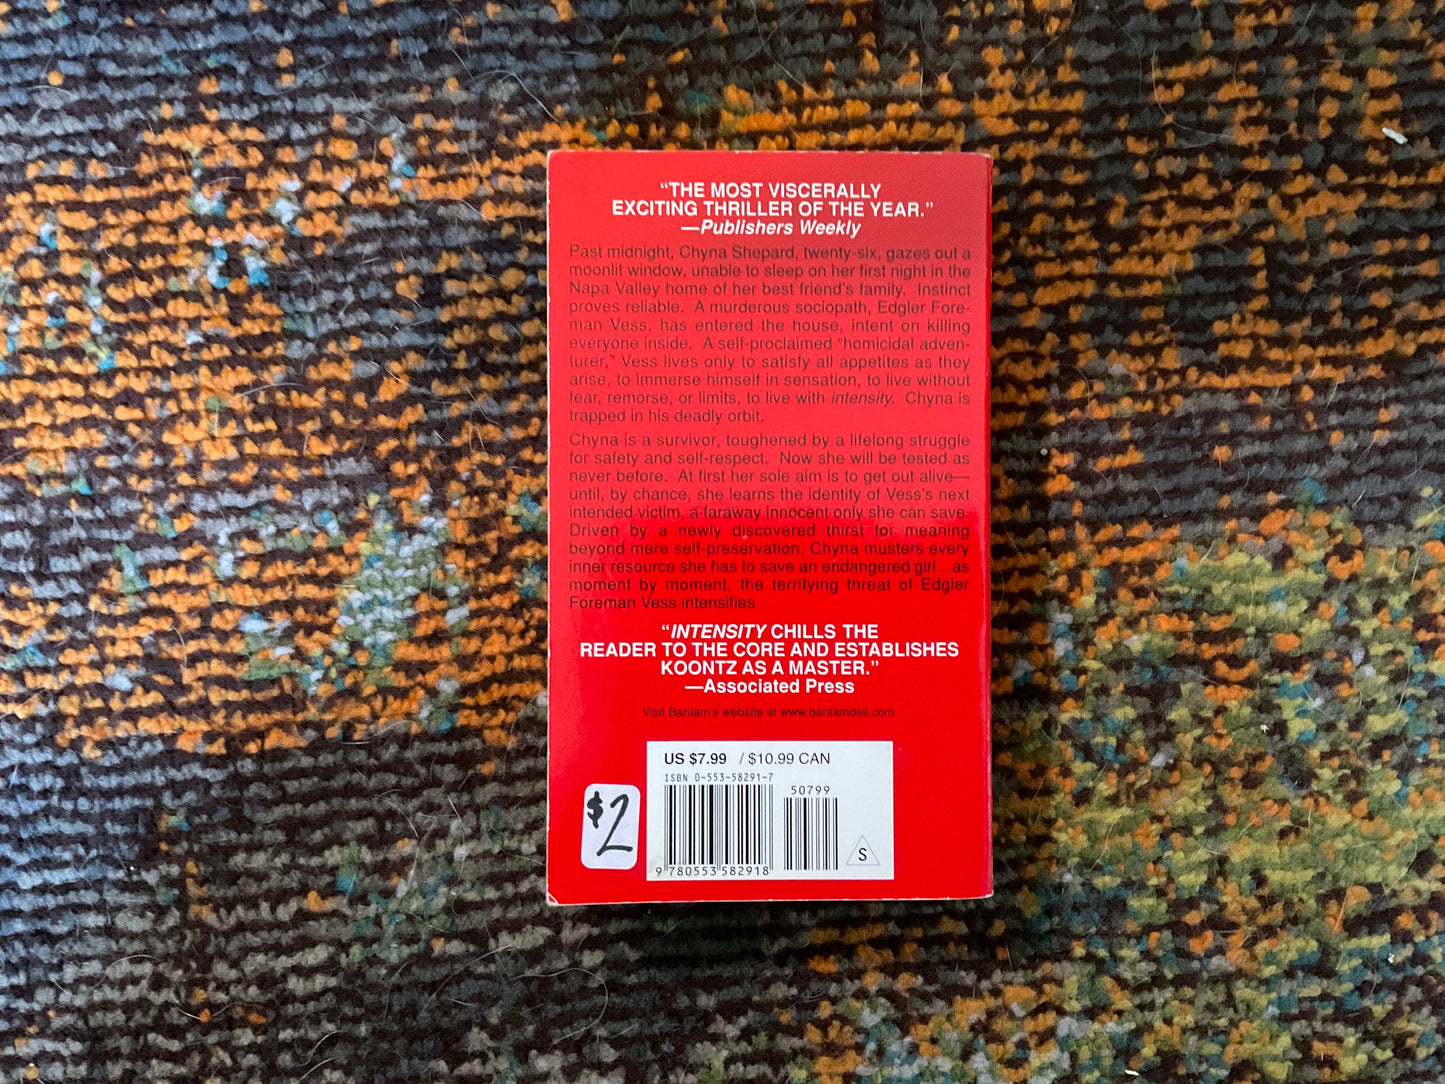 “THE MOST VISCERALLY
EXCITING THRILLER OF THE YEAR.”
—Publishers Weekly
Past midnight, Chyna Shepard, twenty-six, gazes out a
moonlit window, unable to sleep on her first night in the
Napa Valley home of her best friend's family. Instinct
proves reliable. A murderous sociopath, Edgler Fore-
man Vess, has entered the house, intent on killing
everyone inside. A self-proclaimed “homicidal adven-
turer,” Vess lives only to satisfy all appetites as they
arise, to immerse himself in sensation, to live without
fear, remorse, or limits, to live with intensity. Chyna is
trapped in his deadly orbit.
Chyna is a survivor, toughened by a lifelong struggle
for safety and self-respect. Now she will be tested as
never before. At first her sole aim is to get out alive—
until, by chance, she learns the identity of Vess's next
intended victim, a faraway innocent only she can save.
Driven by a newly discovered thirst for meaning
beyond mere self-preservation, Chyna musters every
inner resource she has to save an endangered girl...as
moment by moment, the terrifying threat of Edgler
Foreman Vess intensifies.
“INTENSITY CHILLS THE
READER TO THE CORE AND ESTABLISHES
KOONTZ AS A MASTER.”
—Associated Press
Visit Bantam's website at www.bantamdell.com.
US $7.99 / $10.99 CAN
ISBN 0-553-58291-7
50799
$2
S
9 780553 582918